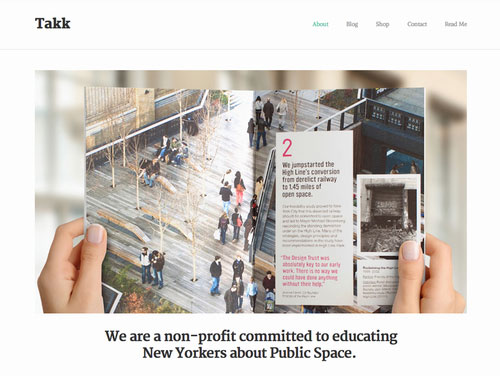 Takk
About Blog Shop Contact Read Me
2
We jumpstarted the
High Line's conversion
from derelict railway
to 1.45 miles of
open space.
"The Design Trust was
absolutely key to our early
work. There is no way we
could have done anything
without their help."
We are a non-profit committed to educating
New Yorkers about Public Space.